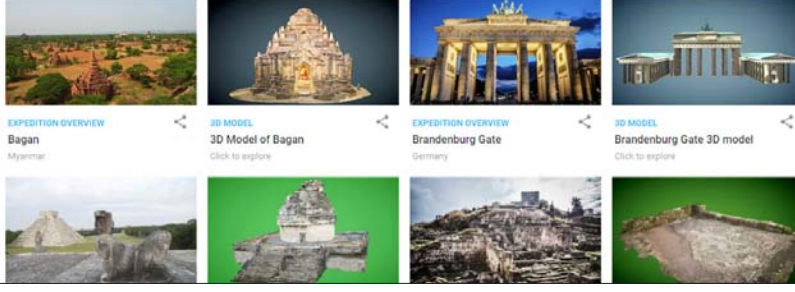 EXPEDITION OVERVIEW
Bagan
Myanmar
3D MODEL
3D Model of Bagan
Click to explore
EXPEDITION OVERVIEW
Brandenburg Gate
Germany
3D MODEL
Brandenburg Gate 3D model
Click to explore